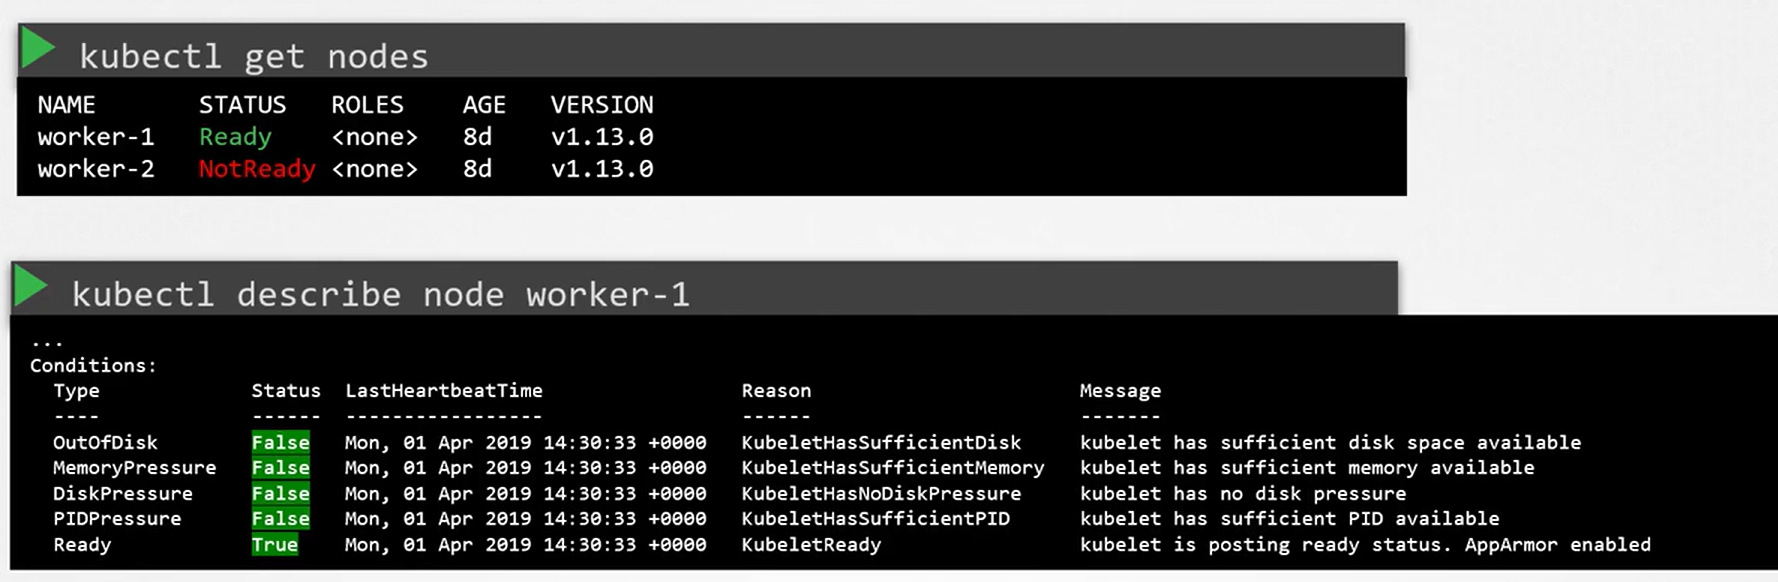 kubectl get nodes
NAME STATUS ROLES AGE VERSION
worker-1 Ready <none> 8d v1.13.0
worker-2 NotReady <none> 8d v1.13.0
kubectl describe node worker-1
...
Conditions:
Type Status LastHeartbeatTime Reason Message
---- ------ ----------------- ------ -------
OutOfDisk False Mon, 01 Apr 2019 14:30:33 +0000 KubeletHasSufficientDisk kubelet has sufficient disk space available
MemoryPressure False Mon, 01 Apr 2019 14:30:33 +0000 KubeletHasSufficientMemory kubelet has sufficient memory available
DiskPressure False Mon, 01 Apr 2019 14:30:33 +0000 KubeletHasNoDiskPressure kubelet has no disk pressure
PIDPressure False Mon, 01 Apr 2019 14:30:33 +0000 KubeletHasSufficientPID kubelet has sufficient PID available
Ready True Mon, 01 Apr 2019 14:30:33 +0000 KubeletReady kubelet is posting ready status. AppArmor enabled